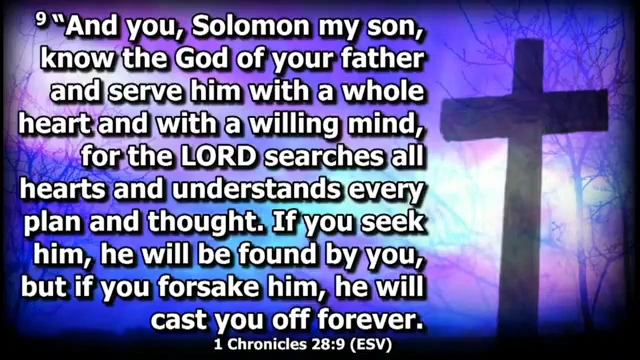 9 “And you, Solomon my son,
know the God of your father
and serve him with a whole
heart and with a willing mind,
for the LORD searches all
hearts and understands every
plan and thought. If you seek
him, he will be found by you,
but if you forsake him, he will
cast you off forever.
1 Chronicles 28:9 (ESV)